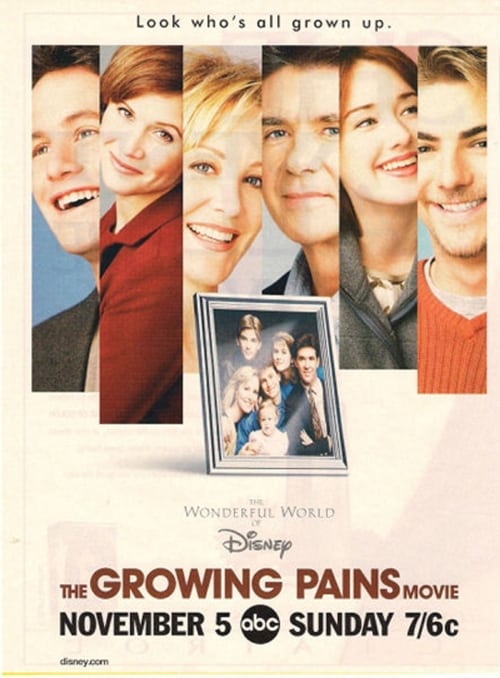 Look who's all grown up.
THE
WONDERFUL WORLD
OF
Disney
THE GROWING PAINS MOVIE
NOVEMBER 5 abc SUNDAY 7/6c
disney.com